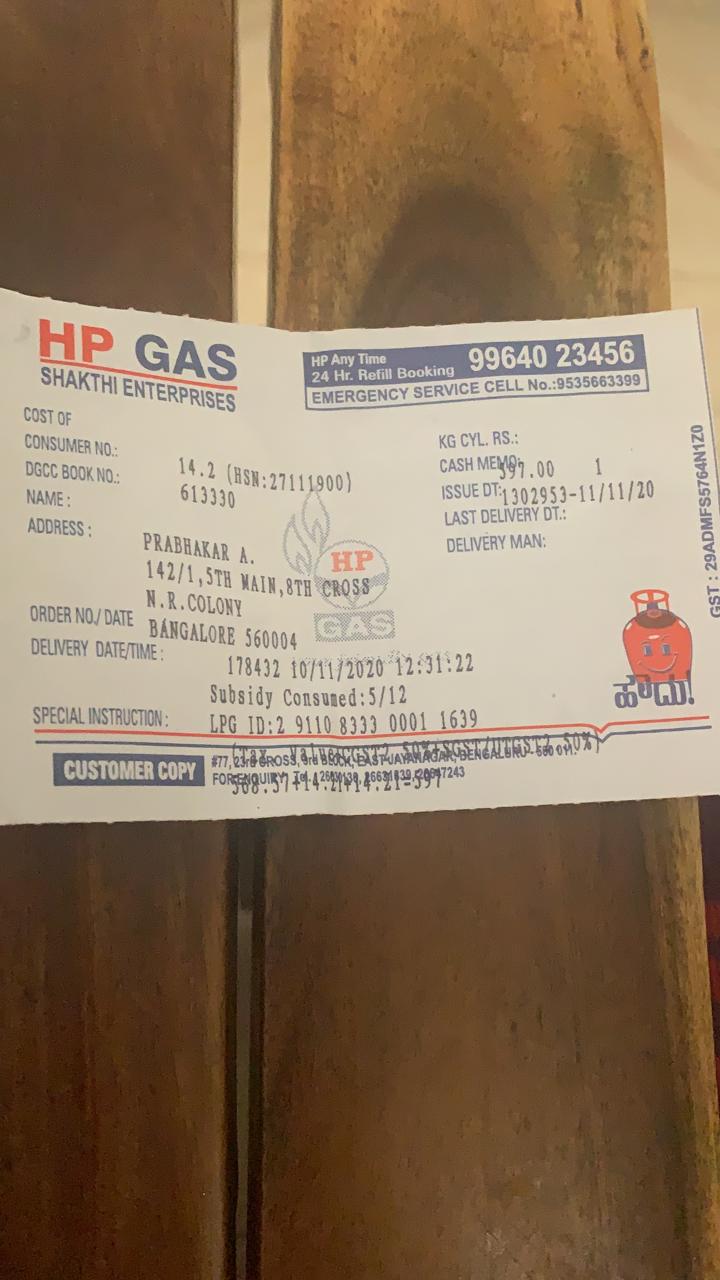 HP GAS
SHAKTHI ENTERPRISES
HP Any Time
24 Hr. Refill Booking 99640 23456
EMERGENCY SERVICE CELL No.:9535663399
COST OF
CONSUMER NO.:
DGCC BOOK NO.:
NAME :
ADDRESS :
14.2 (HSN:27111900)
613330
KG CYL. RS.:
CASH MEMO:
597.00 1
ISSUE DT:
1302953-11/11/20
LAST DELIVERY DT.:
DELIVERY MAN:
PRABHAKAR A.
142/1,5TH MAIN,8TH CROSS
N.R.COLONY
BANGALORE 560004
HP
GAS
ORDER NO./ DATE
DELIVERY DATE/TIME :
178432 10/11/2020 12:31:22
Subsidy Consumed:5/12
SPECIAL INSTRUCTION :
LPG ID:2 9110 8333 0001 1639
ಹೌದು!
GST : 29ADMFS5764N1Z0
(Tax Value+CGST2.50%+SGST/UTGST2.50%)
CUSTOMER COPY
#77, 23rd CROSS, 3rd BLOCK, EAST JAYANAGAR, BENGALURU - 560 011.
FOR ENQUIRY : Tel.: 26631639, 26647243
568.57+14.21+14.21=597